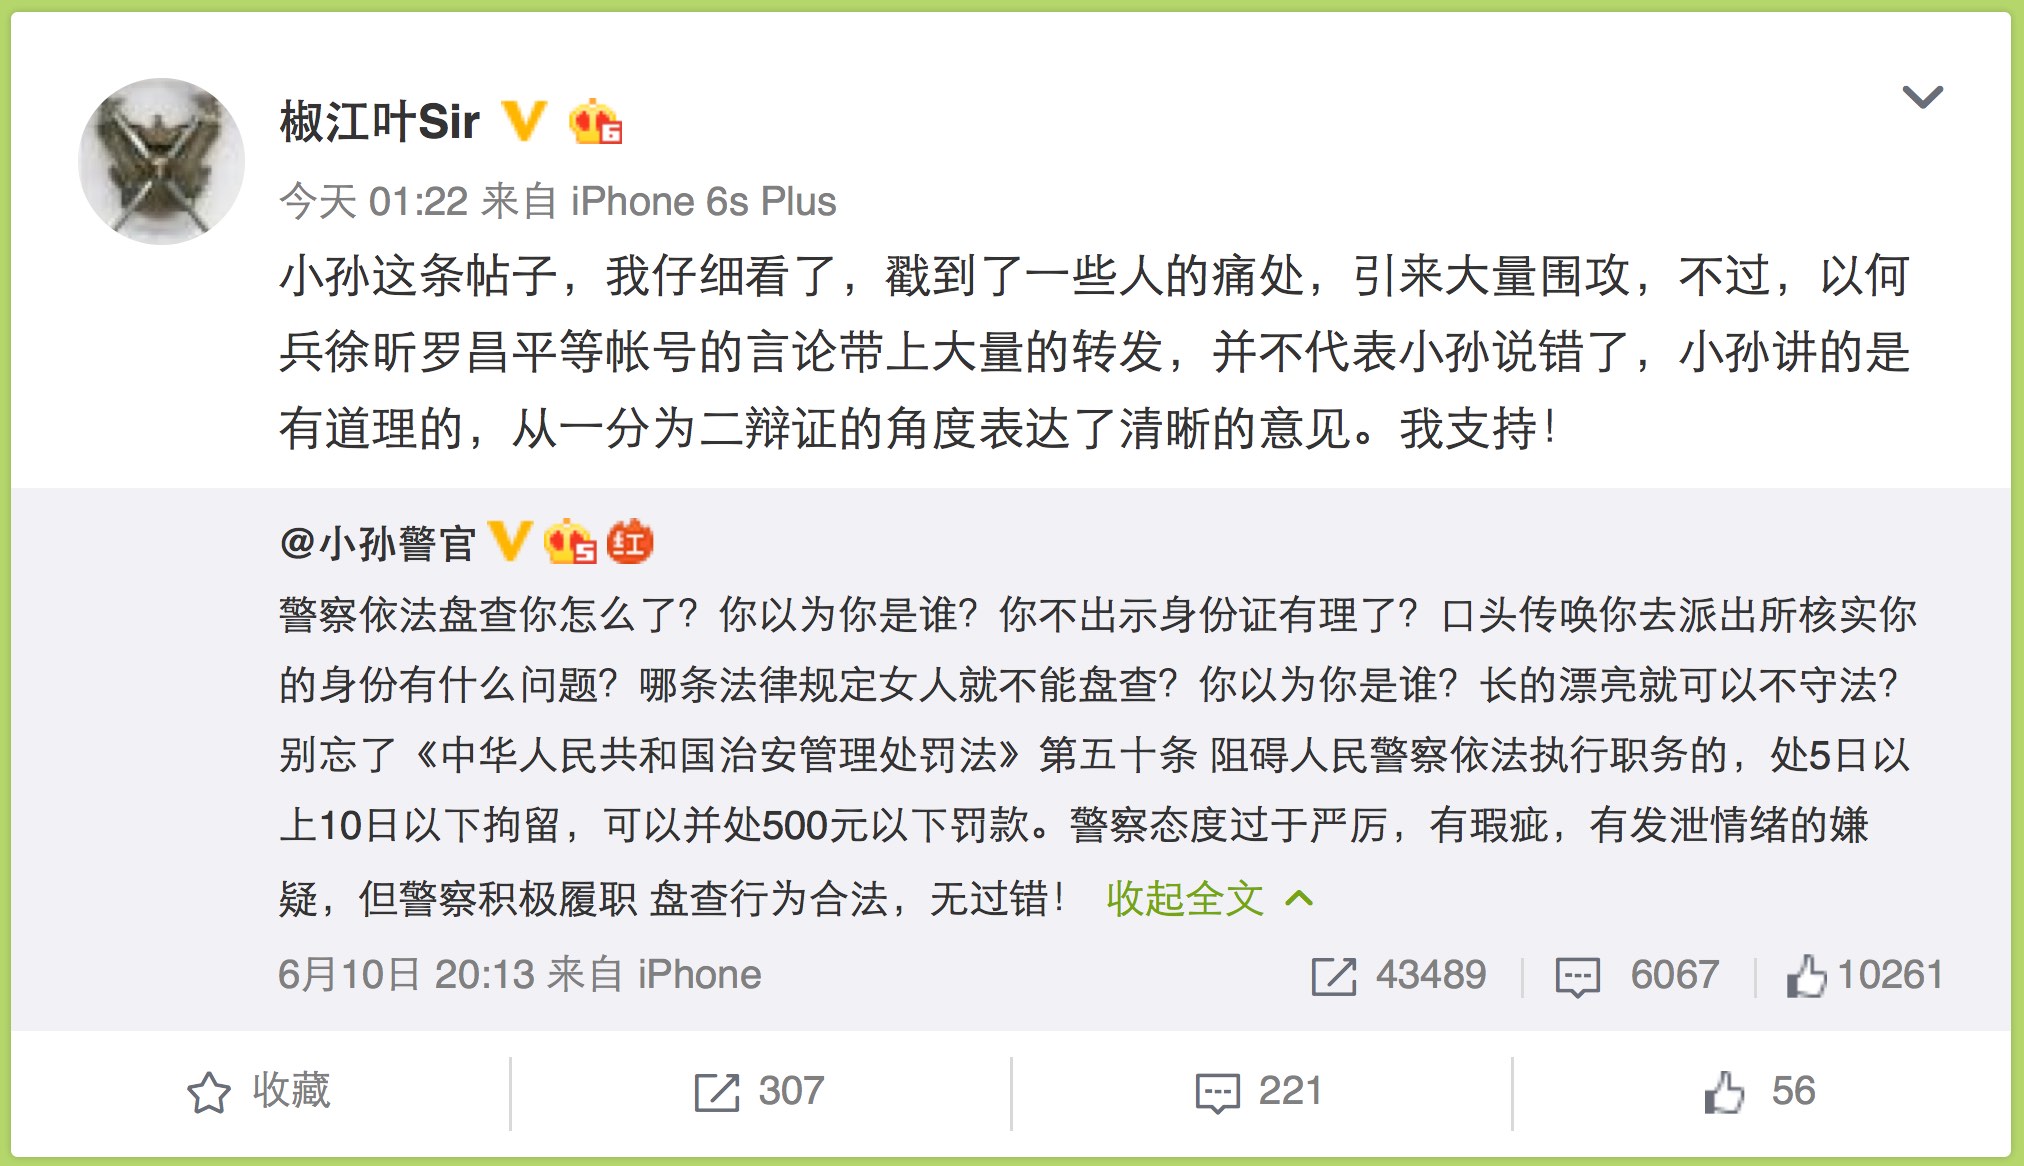 椒江叶Sir
今天 01:22 来自 iPhone 6s Plus
小孙这条帖子，我仔细看了，戳到了一些人的痛处，引来大量围攻，不过，以何
兵徐昕罗昌平等帐号的言论带上大量的转发，并不代表小孙说错了，小孙讲的是
有道理的，从一分为二辩证的角度表达了清晰的意见。我支持！
@小孙警官 红
警察依法盘查你怎么了？你以为你是谁？你不出示身份证有理了？口头传唤你去派出所核实你
的身份有什么问题？哪条法律规定女人就不能盘查？你以为你是谁？长的漂亮就可以不守法？
别忘了《中华人民共和国治安管理处罚法》第五十条 阻碍人民警察依法执行职务的，处5日以
上10日以下拘留，可以并处500元以下罚款。警察态度过于严厉，有瑕疵，有发泄情绪的嫌
疑，但警察积极履职 盘查行为合法，无过错！ 收起全文
6月10日 20:13 来自 iPhone 43489 6067 10261
收藏 307 221 56